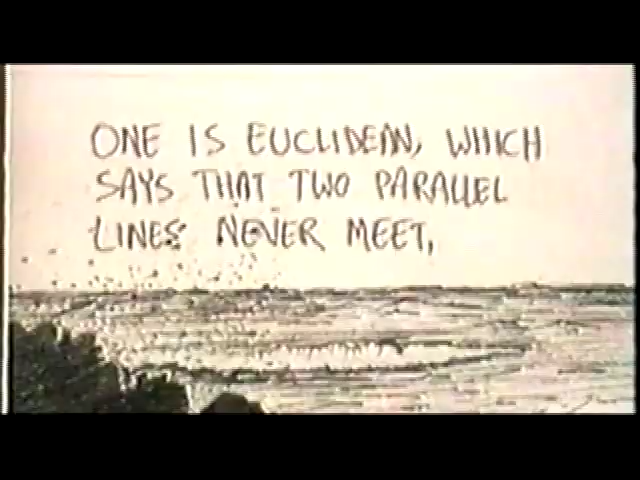 ONE IS EUCLIDEAN, WHICH
SAYS THAT TWO PARALLEL
LINES NEVER MEET,